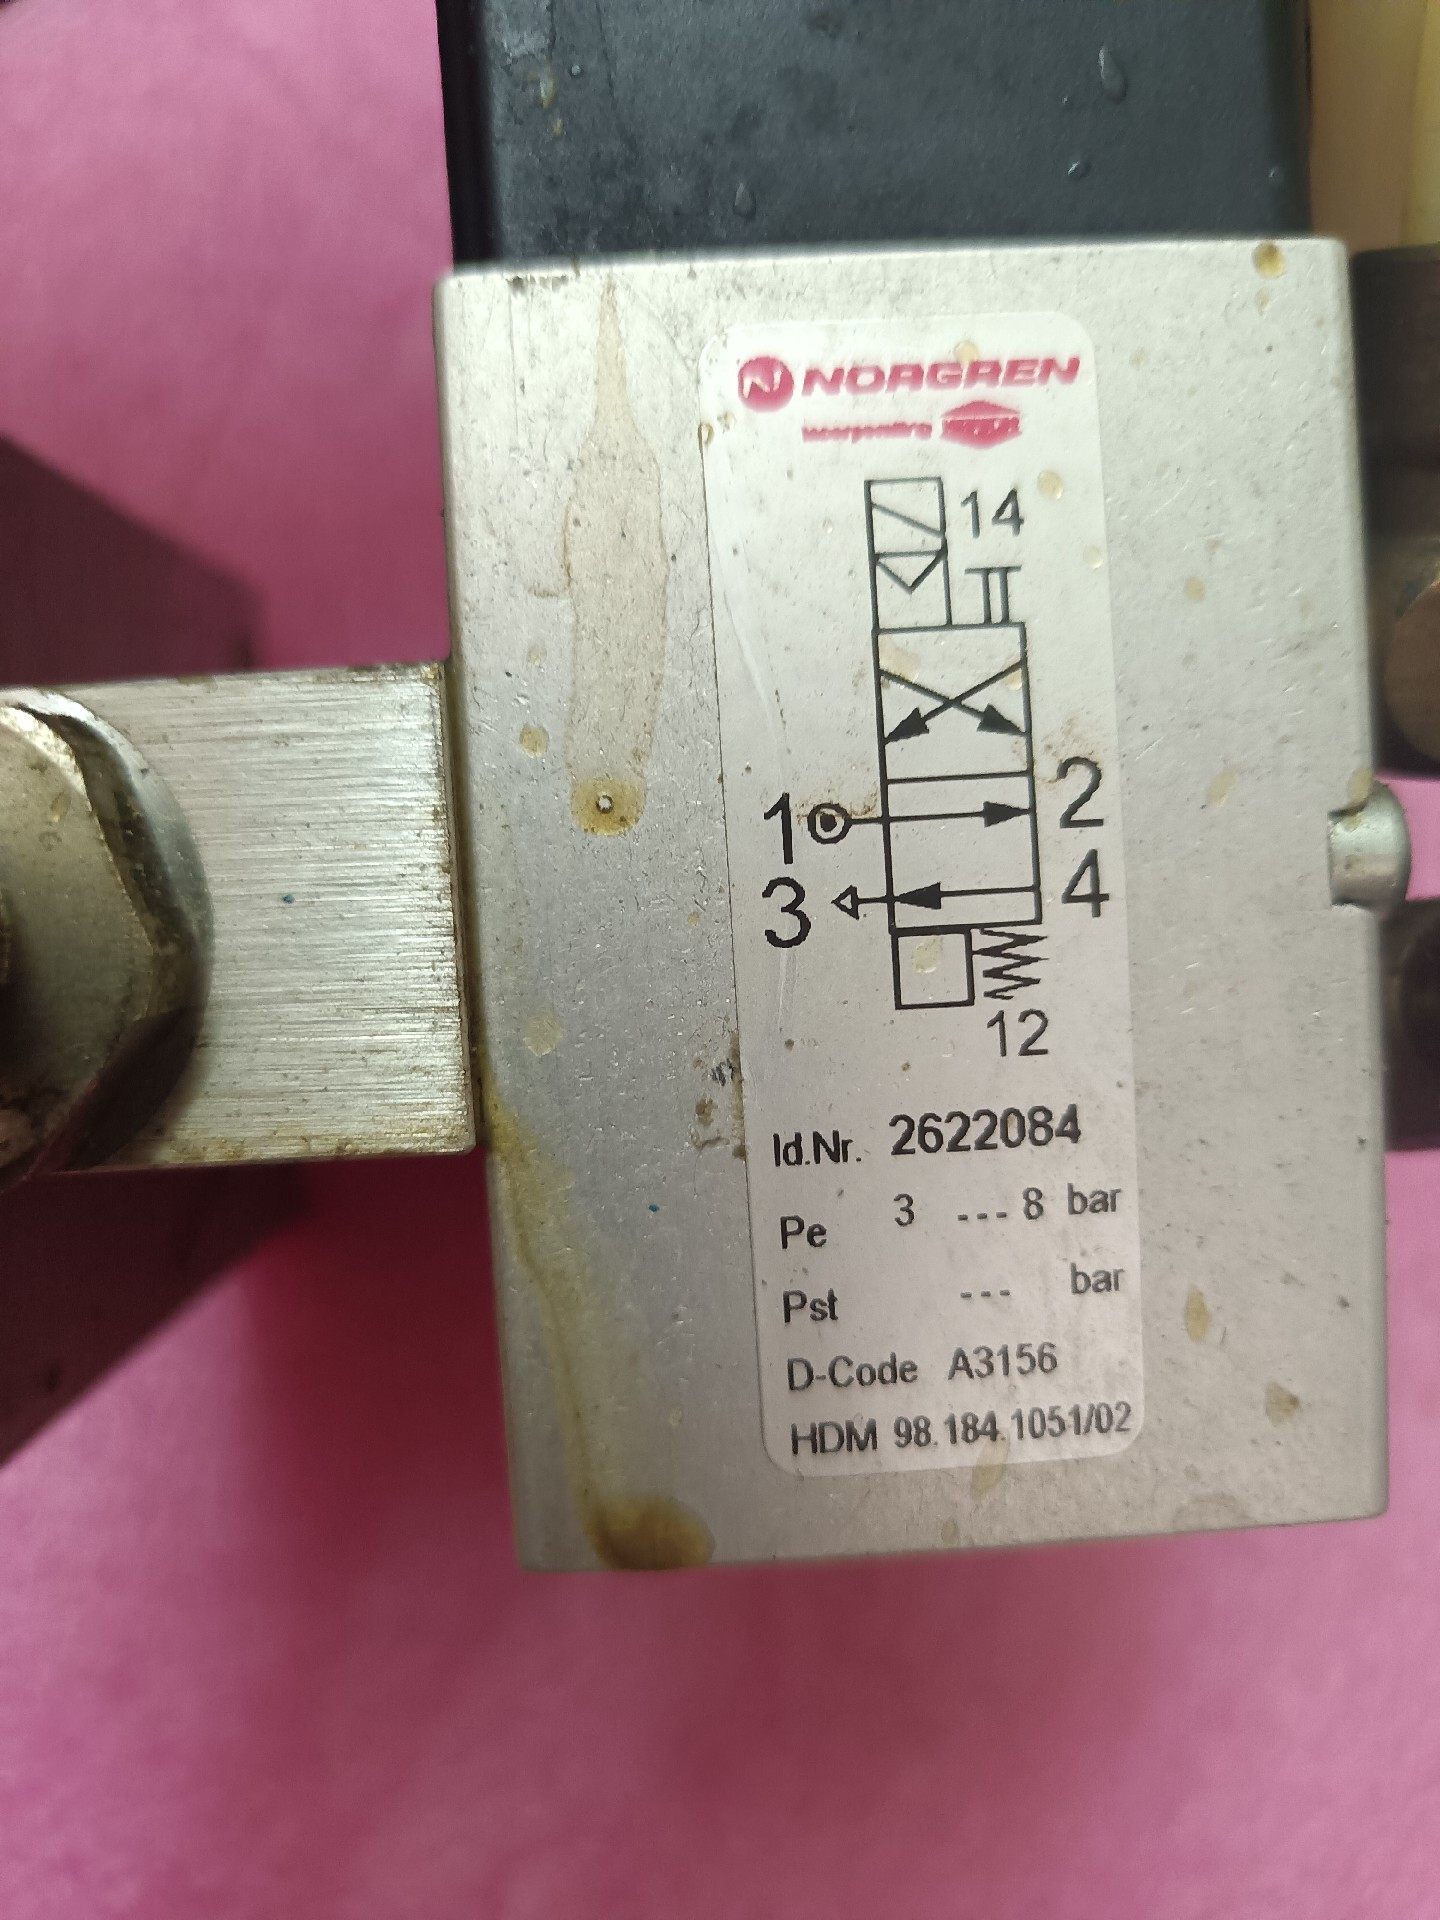 NORGREN
14
2
1
3
4
12
Id.Nr. 2622084
Pe 3 --- 8 bar
Pst --- bar
D-Code A3156
HDM 98.184.1051/02